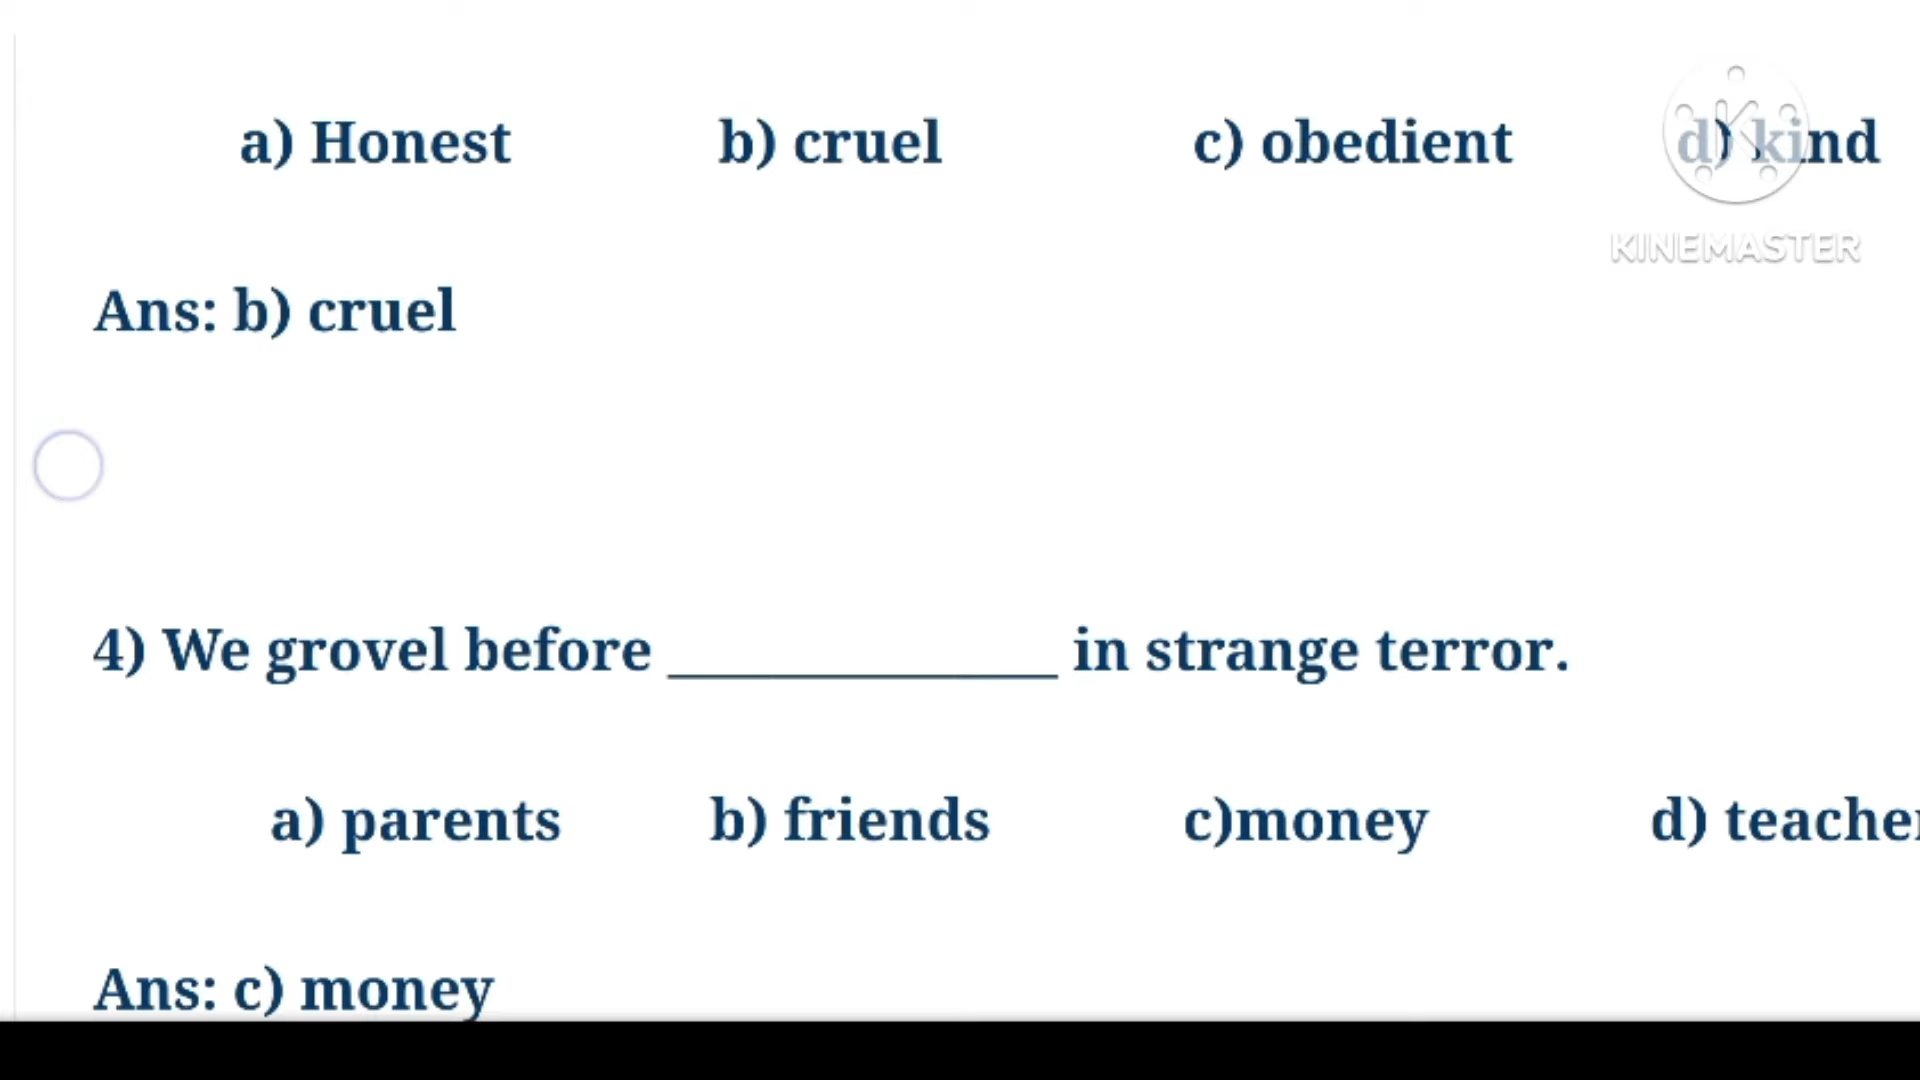 a) Honest b) cruel c) obedient d) kind
KINEMASTER
Ans: b) cruel
4) We grovel before ______________ in strange terror.
a) parents b) friends c)money d)
Ans: c) money